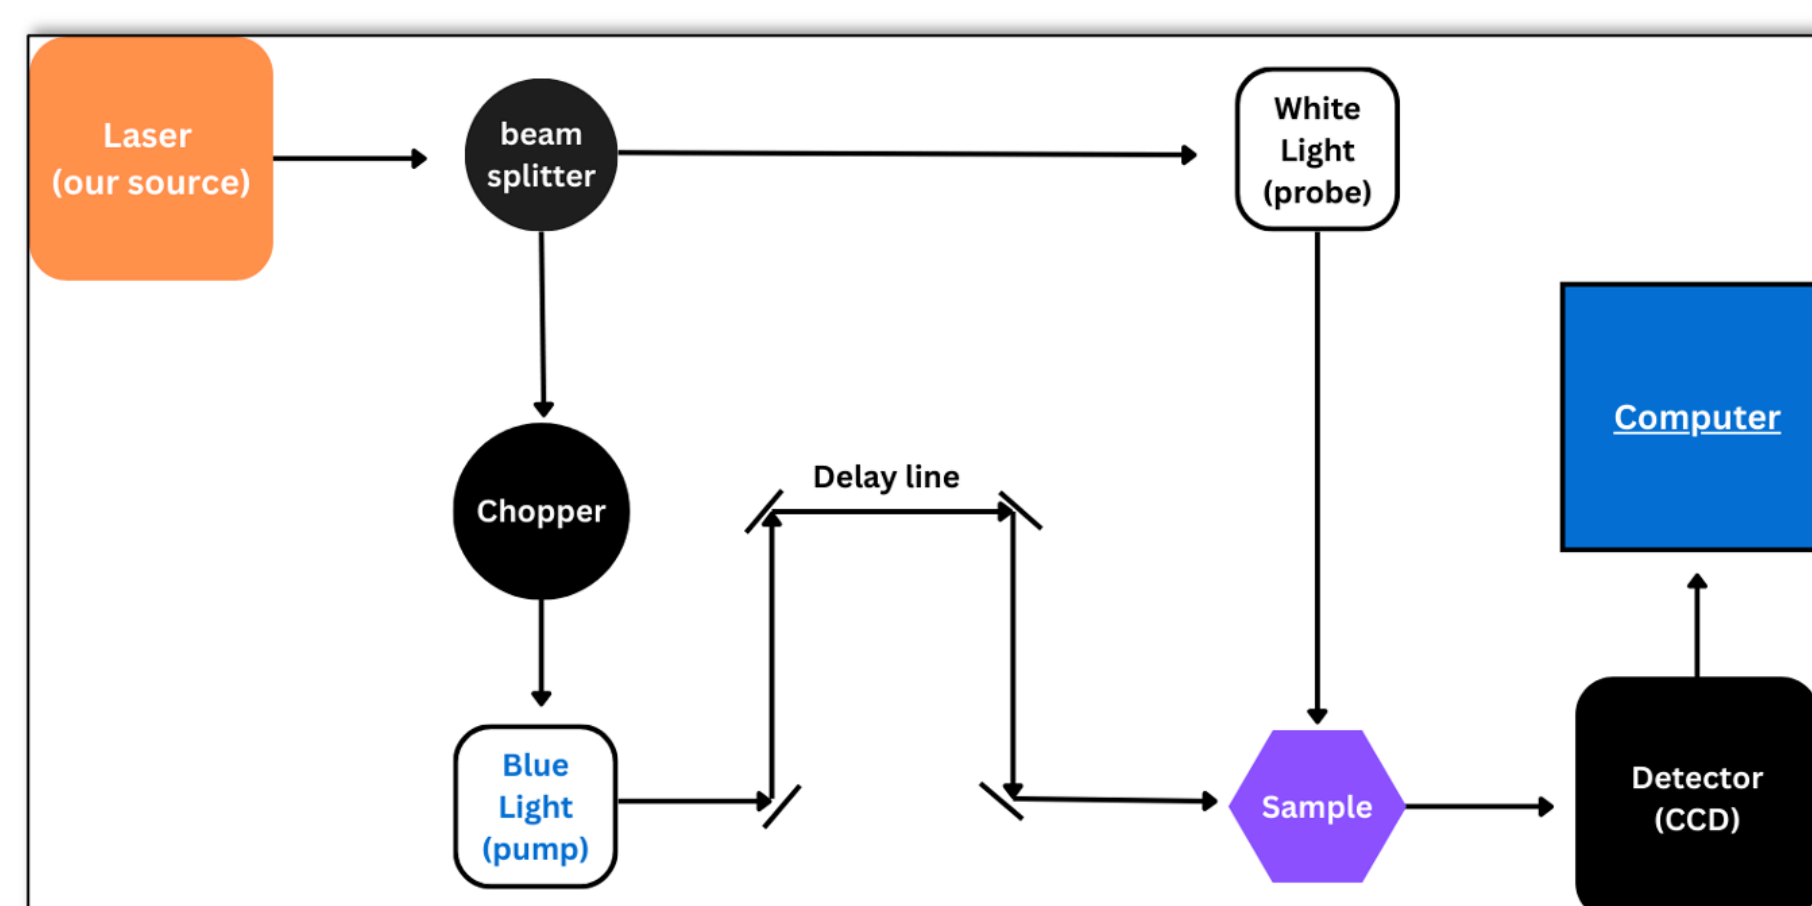 Laser
(our source)
beam
splitter
White
Light
(probe)
Computer
Chopper
Delay line
Blue
Light
(pump)
Sample
Detector
(CCD)